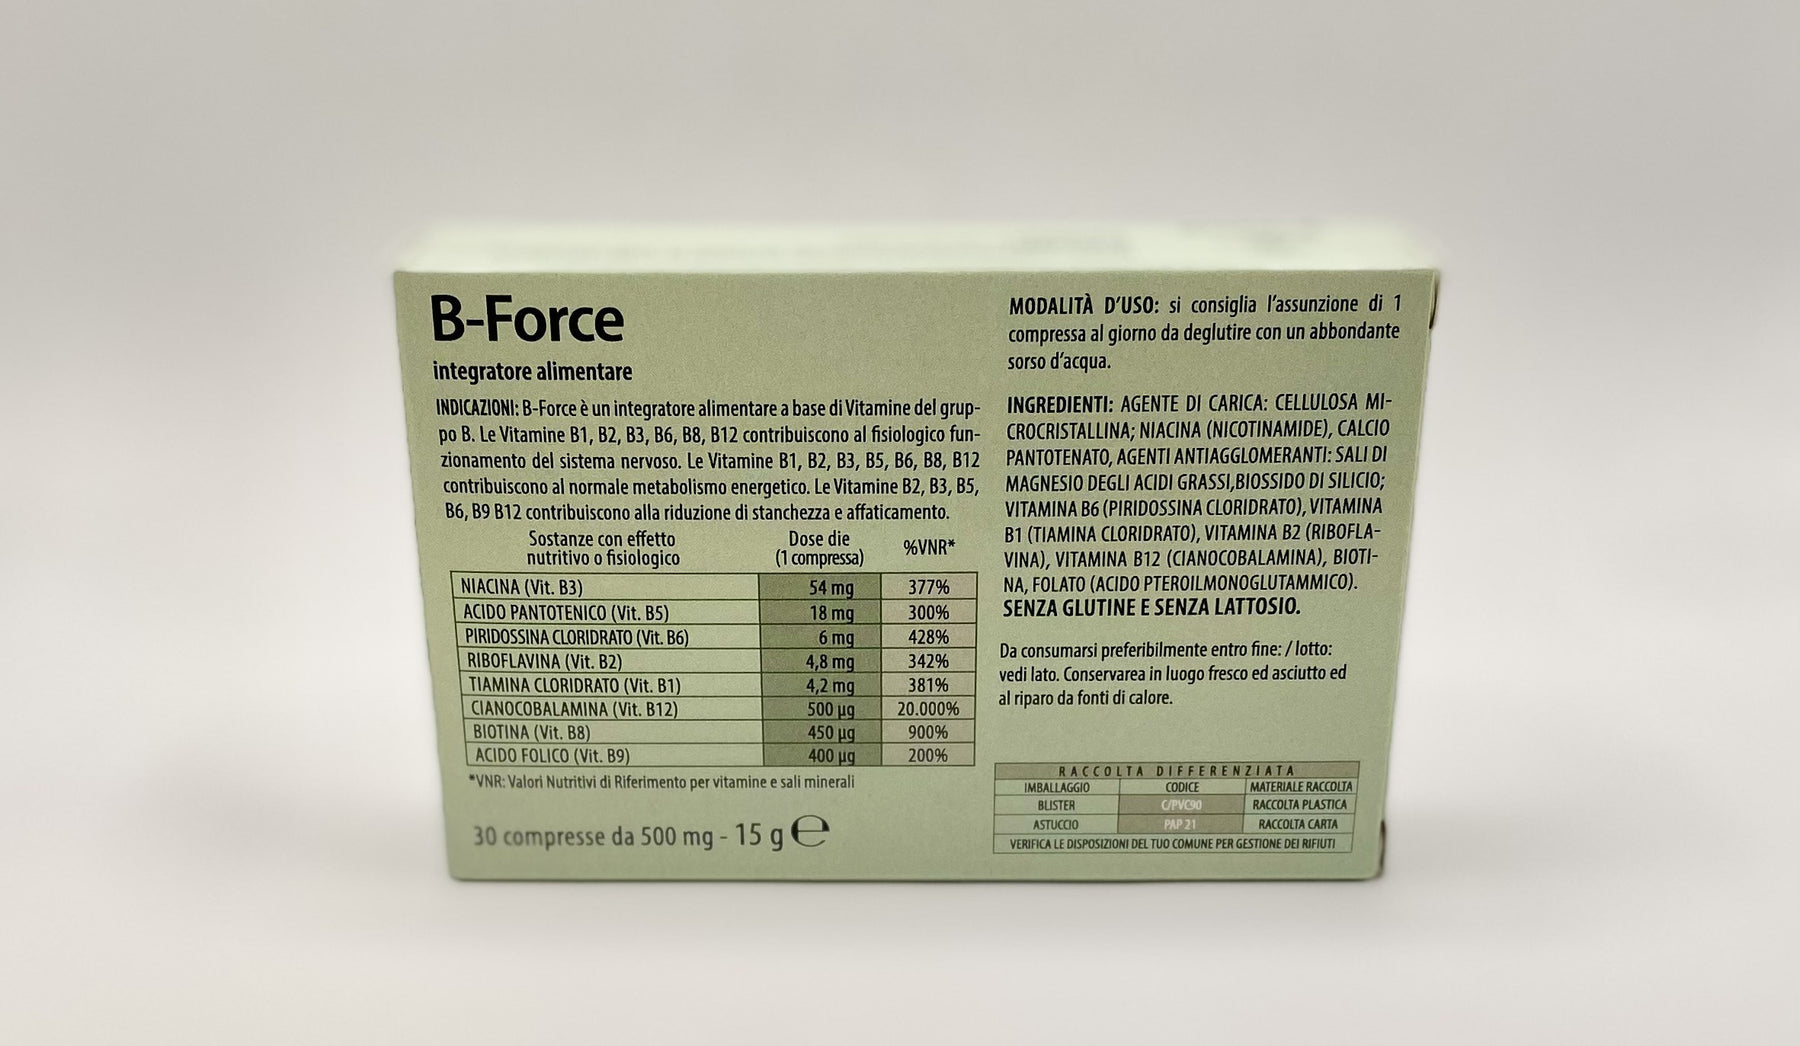 B-Force
integratore alimentare
INDICAZIONI: B-Force è un integratore alimentare a base di Vitamine del grup-
po B. Le Vitamine B1, B2, B3, B6, B8, B12 contribuiscono al fisiologico fun-
zionamento del sistema nervoso. Le Vitamine B1, B2, B3, B5, B6, B8, B12
contribuiscono al normale metabolismo energetico. Le Vitamine B2, B3, B5,
B6, B9 B12 contribuiscono alla riduzione di stanchezza e affaticamento.
Sostanze con effetto
nutritivo o fisiologico
Dose die
(1 compressa)
%VNR*
NIACINA (Vit. B3) 54 mg 377%
ACIDO PANTOTENICO (Vit. B5) 18 mg 300%
PIRIDOSSINA CLORIDRATO (Vit. B6) 6 mg 428%
RIBOFLAVINA (Vit. B2) 4,8 mg 342%
TIAMINA CLORIDRATO (Vit. B1) 4,2 mg 381%
CIANOCOBALAMINA (Vit. B12) 500 µg 20.000%
BIOTINA (Vit. B8) 450 µg 900%
ACIDO FOLICO (Vit. B9) 400 µg 200%
*VNR: Valori Nutritivi di Riferimento per vitamine e sali minerali
30 compresse da 500 mg - 15 g ℮
MODALITÀ D'USO: si consiglia l'assunzione di 1
compressa al giorno da deglutire con un abbondante
sorso d'acqua.
INGREDIENTI: AGENTE DI CARICA: CELLULOSA MI-
CROCRISTALLINA; NIACINA (NICOTINAMIDE), CALCIO
PANTOTENATO, AGENTI ANTIAGGLOMERANTI: SALI DI
MAGNESIO DEGLI ACIDI GRASSI,BIOSSIDO DI SILICIO;
VITAMINA B6 (PIRIDOSSINA CLORIDRATO), VITAMINA
B1 (TIAMINA CLORIDRATO), VITAMINA B2 (RIBOFLA-
VINA), VITAMINA B12 (CIANOCOBALAMINA), BIOTI-
NA, FOLATO (ACIDO PTEROILMONOGLUTAMMICO).
SENZA GLUTINE E SENZA LATTOSIO.
Da consumarsi preferibilmente entro fine: / lotto:
vedi lato. Conservarea in luogo fresco ed asciutto ed
al riparo da fonti di calore.
RACCOLTA DIFFERENZIATA
IMBALLAGGIO CODICE MATERIALE RACCOLTA
BLISTER C/PVC90 RACCOLTA PLASTICA
ASTUCCIO PAP 21 RACCOLTA CARTA
VERIFICA LE DISPOSIZIONI DEL TUO COMUNE PER GESTIONE DEI RIFIUTI